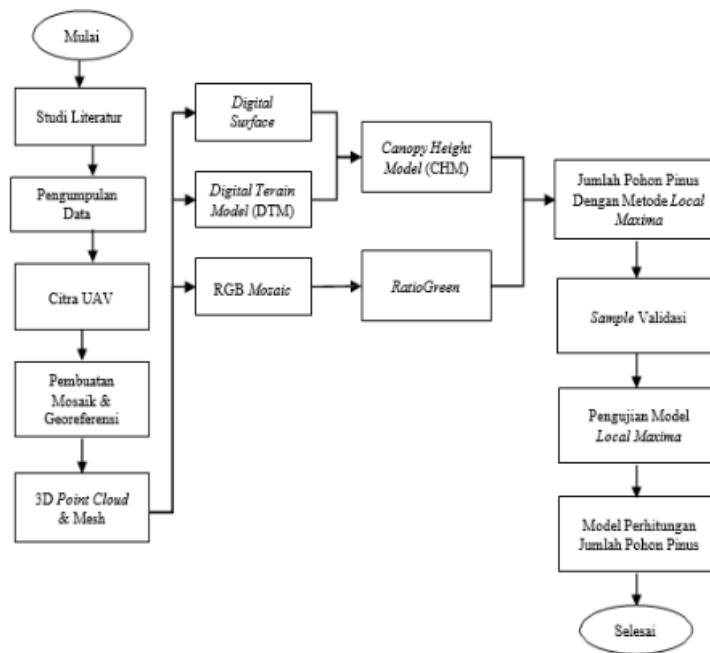 Mulai
Studi Literatur
Pengumpulan
Data
Citra UAV
Pembuatan
Mosaik &
Georeferensi
3D Point Cloud
& Mesh
Digital
Surface
Digital Terain
Model (DTM)
RGB Mosaic
Canopy Height
Model (CHM)
RatioGreen
Jumlah Pohon Pinus
Dengan Metode Local
Maxima
Sample Validasi
Pengujian Model
Local Maxima
Model Perhitungan
Jumlah Pohon Pinus
Selesai